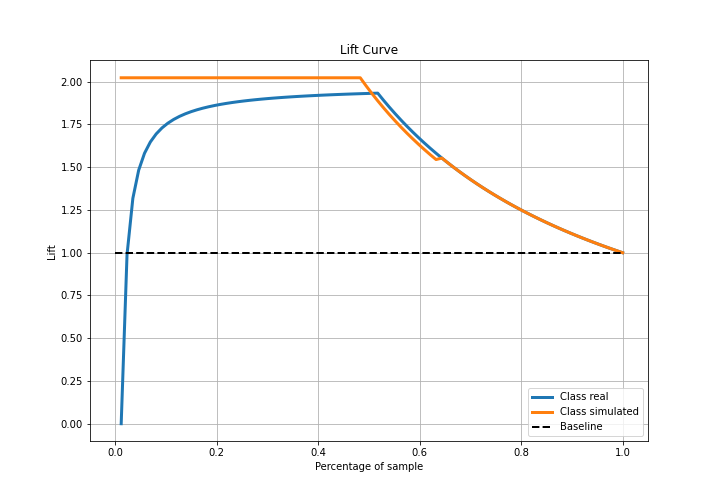 Lift Curve
Lift
2.00
1.75
1.50
1.25
1.00
0.75
0.50
0.25
0.00
0.0 0.2 0.4 0.6 0.8 1.0
Percentage of sample
Class real
Class simulated
Baseline